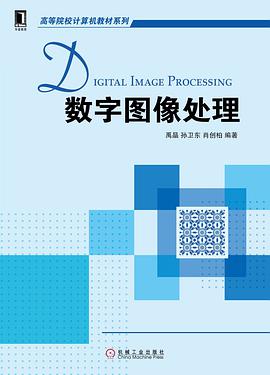 高等院校计算机教材系列
DIGITAL IMAGE PROCESSING
数字图像处理
禹晶 孙卫东 肖创柏 编著
机械工业出版社
China Machine Press